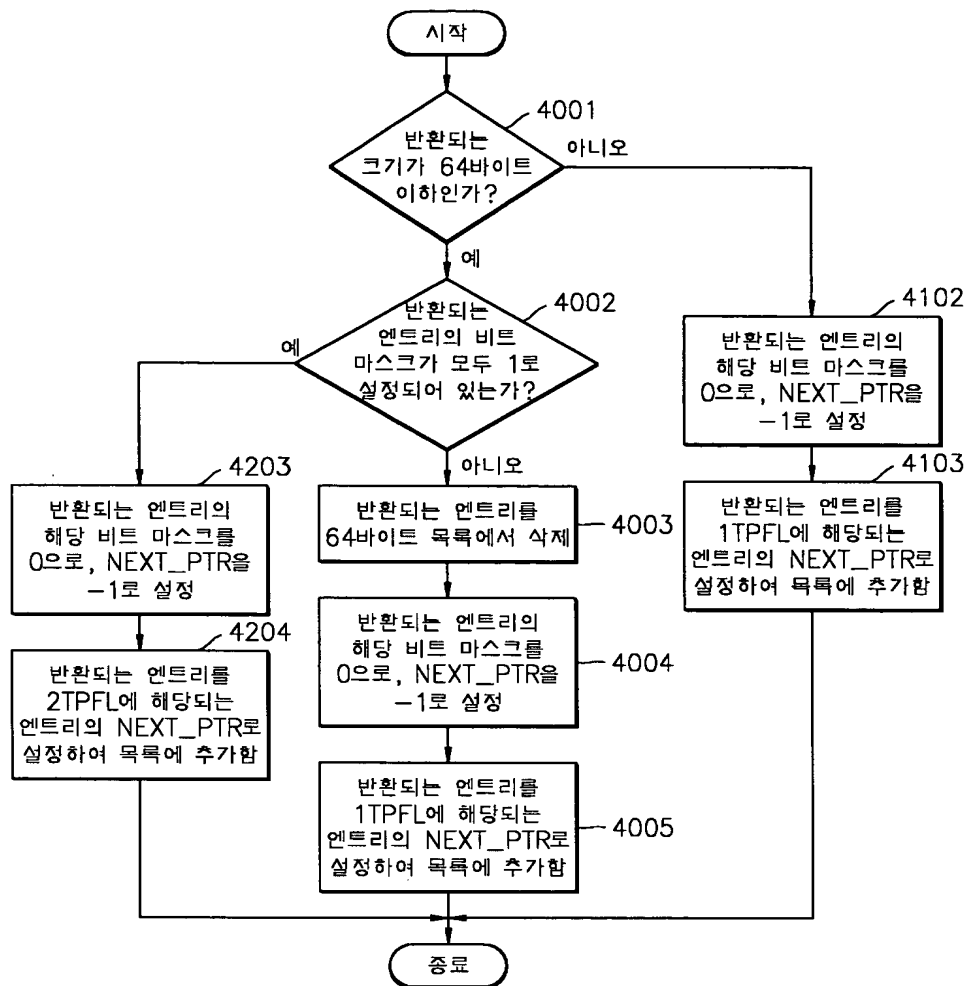 시작
4001
반환되는
크기가 64바이트
이하인가?
아니오
예
4002
반환되는
엔트리의 비트
마스크가 모두 1로
설정되어 있는가?
예
아니오
4102
반환되는 엔트리의
해당 비트 마스크를
0으로, NEXT_PTR을
-1로 설정
4103
반환되는 엔트리를
1TPFL에 해당되는
엔트리의 NEXT_PTR로
설정하여 목록에 추가함
4203
반환되는 엔트리의
해당 비트 마스크를
0으로, NEXT_PTR을
-1로 설정
4204
반환되는 엔트리를
2TPFL에 해당되는
엔트리의 NEXT_PTR로
설정하여 목록에 추가함
반환되는 엔트리를
64바이트 목록에서 삭제
4003
반환되는 엔트리의
해당 비트 마스크를
0으로, NEXT_PTR을
-1로 설정
4004
반환되는 엔트리를
1TPFL에 해당되는
엔트리의 NEXT_PTR로
설정하여 목록에 추가함
4005
종료